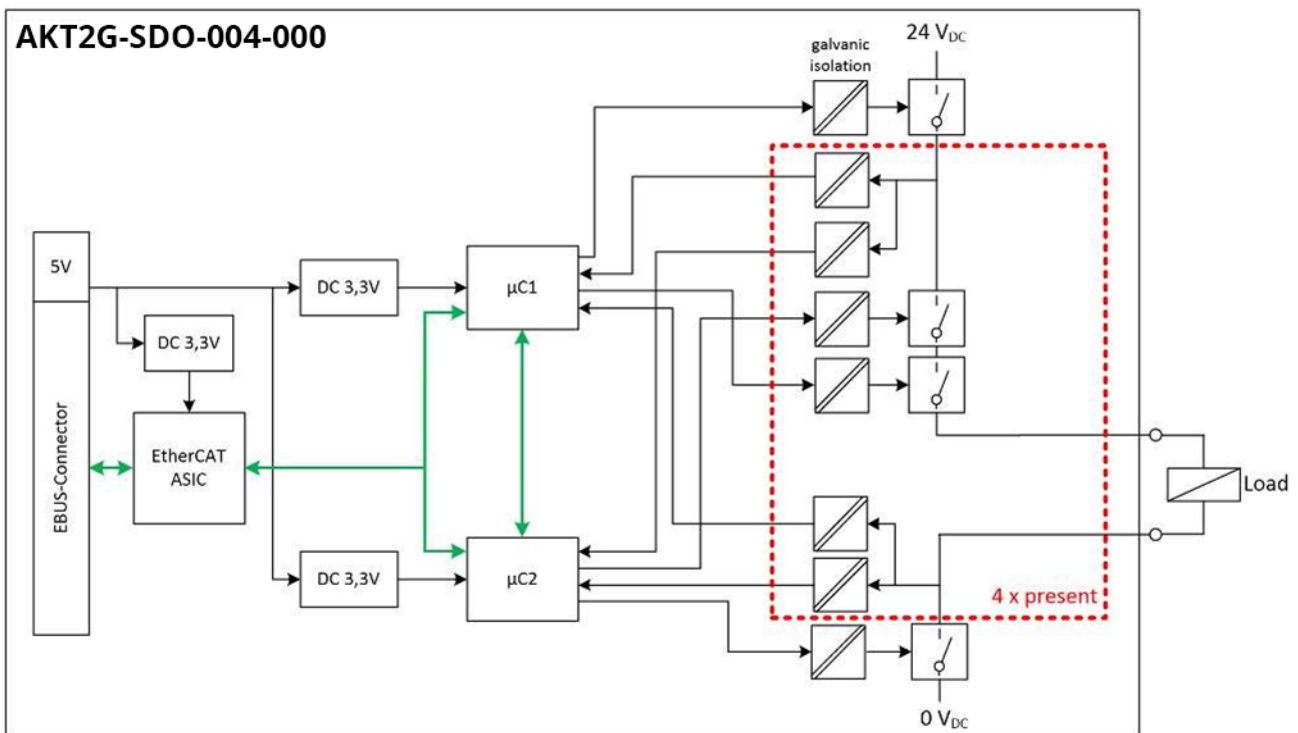 AKT2G-SDO-004-000
24 VDC
galvanic
isolation
5V
DC 3,3V
µC1
DC 3,3V
EBUS-Connector
EtherCAT
ASIC
Load
DC 3,3V
µC2
4 x present
0 VDC